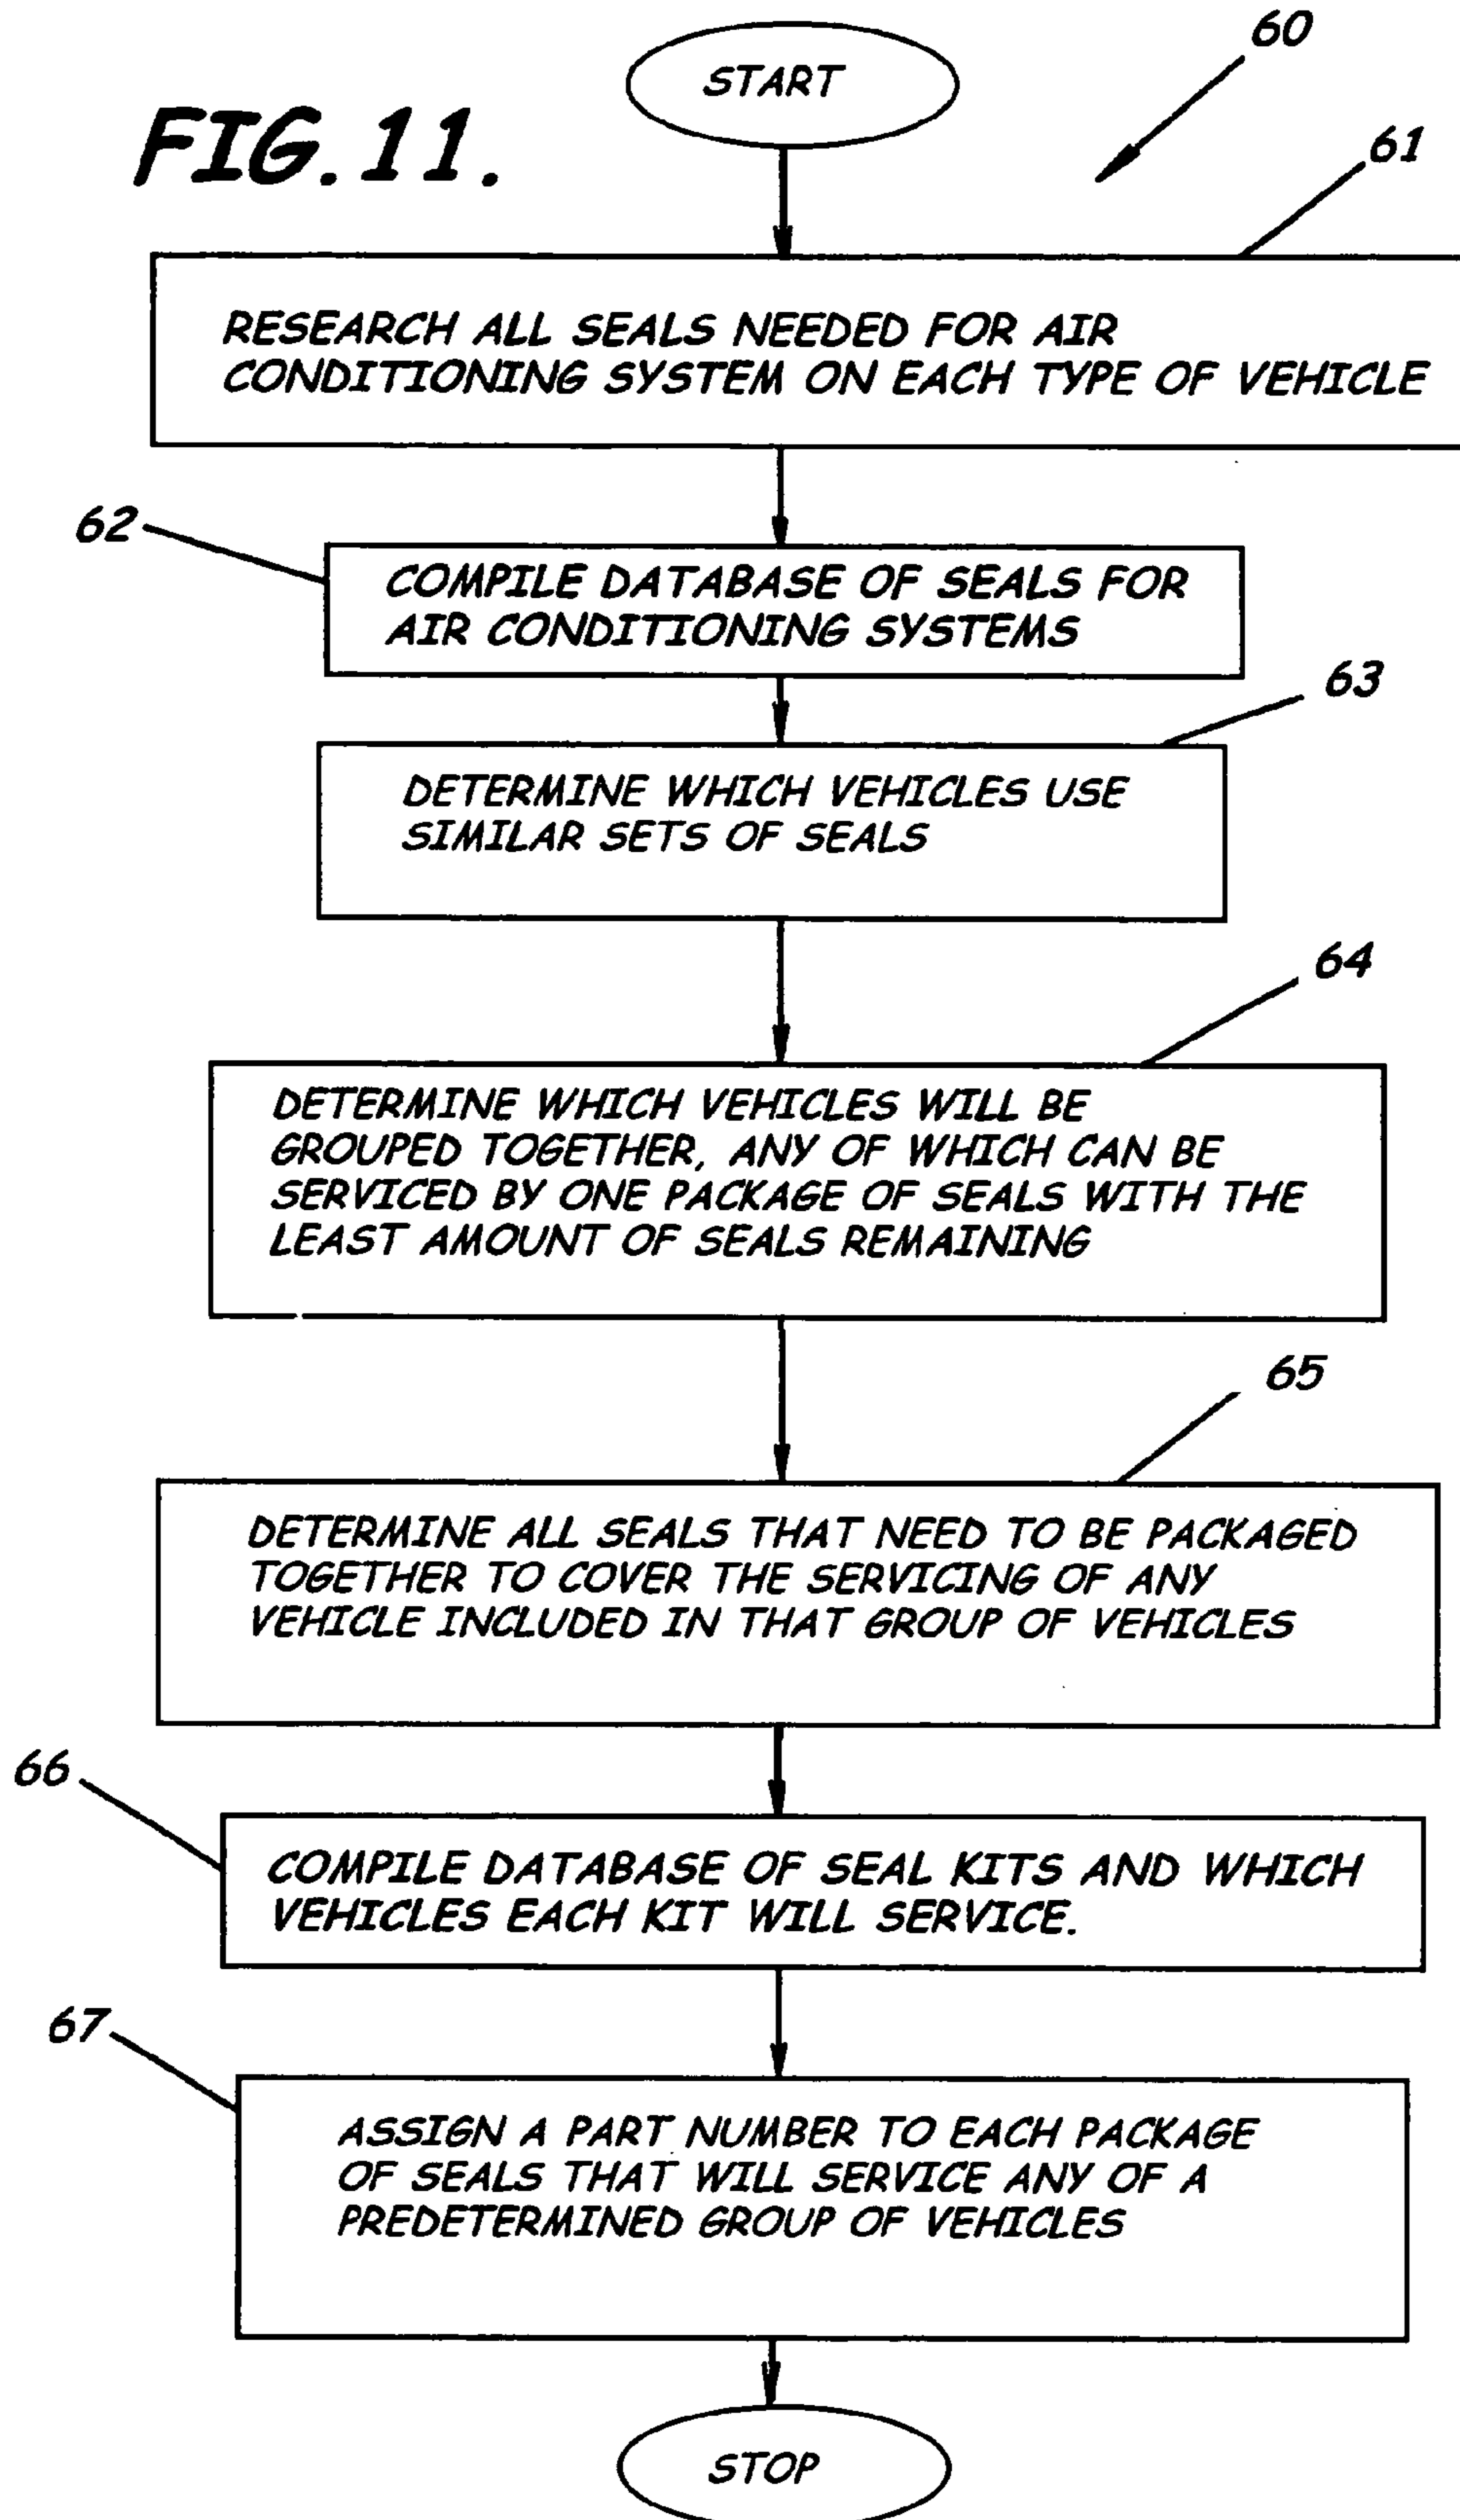 60
START
FIG. 11.
61
RESEARCH ALL SEALS NEEDED FOR AIR
CONDITIONING SYSTEM ON EACH TYPE OF VEHICLE
62
COMPILE DATABASE OF SEALS FOR
AIR CONDITIONING SYSTEMS
63
DETERMINE WHICH VEHICLES USE
SIMILAR SETS OF SEALS
64
DETERMINE WHICH VEHICLES WILL BE
GROUPED TOGETHER, ANY OF WHICH CAN BE
SERVICED BY ONE PACKAGE OF SEALS WITH THE
LEAST AMOUNT OF SEALS REMAINING
65
DETERMINE ALL SEALS THAT NEED TO BE PACKAGED
TOGETHER TO COVER THE SERVICING OF ANY
VEHICLE INCLUDED IN THAT GROUP OF VEHICLES
66
COMPILE DATABASE OF SEAL KITS AND WHICH
VEHICLES EACH KIT WILL SERVICE.
67
ASSIGN A PART NUMBER TO EACH PACKAGE
OF SEALS THAT WILL SERVICE ANY OF A
PREDETERMINED GROUP OF VEHICLES
STOP